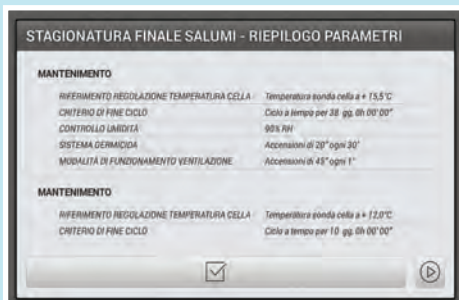 STAGIONATURA FINALE SALUMI - RIEPILOGO PARAMETRI
MANTENIMENTO
RIFERIMENTO REGOLAZIONE TEMPERATURA CELLA Temperatura sonda cella a + 15,5°C
CRITERIO DI FINE CICLO Ciclo a tempo per 38 gg. 0h 00'00"
CONTROLLO UMIDITÀ 90% RH
SISTEMA GERMICIDA Accensioni di 20" ogni 30'
MODALITÀ DI FUNZIONAMENTO VENTILAZIONE Accensioni di 45" ogni 1'
MANTENIMENTO
RIFERIMENTO REGOLAZIONE TEMPERATURA CELLA Temperatura sonda cella a + 12,0°C
CRITERIO DI FINE CICLO Ciclo a tempo per 10 gg. 0h 00'00"